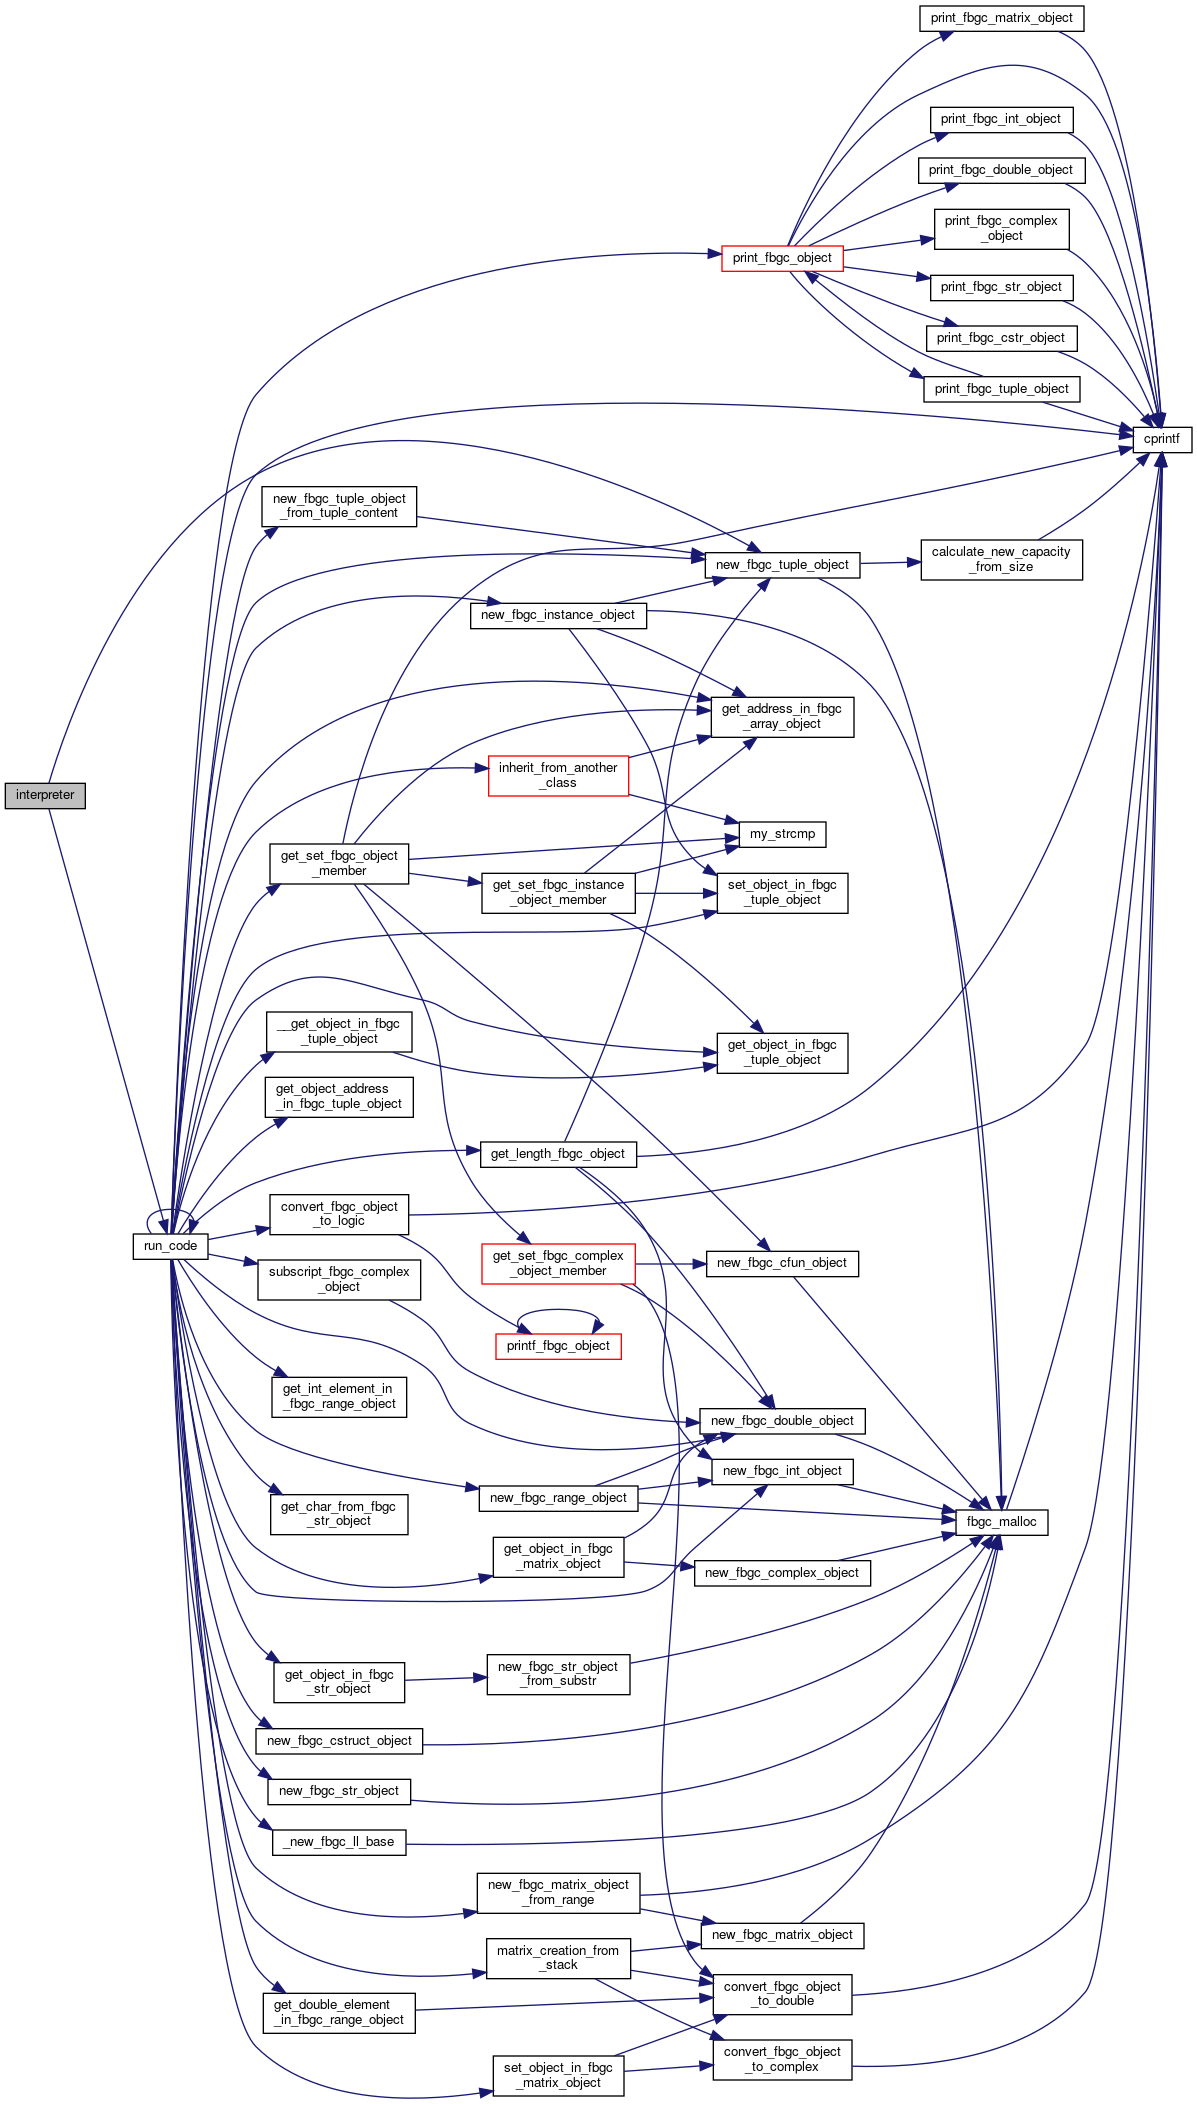 print_fbgc_matrix_object
print_fbgc_int_object
print_fbgc_double_object
print_fbgc_complex
_object
print_fbgc_object
print_fbgc_str_object
print_fbgc_cstr_object
print_fbgc_tuple_object
cprintf
new_fbgc_tuple_object
_from_tuple_content
new_fbgc_tuple_object
calculate_new_capacity
_from_size
new_fbgc_instance_object
get_address_in_fbgc
_array_object
inherit_from_another
_class
interpreter
my_strcmp
get_set_fbgc_object
_member
get_set_fbgc_instance
_object_member
set_object_in_fbgc
_tuple_object
__get_object_in_fbgc
_tuple_object
get_object_in_fbgc
_tuple_object
get_object_address
_in_fbgc_tuple_object
get_length_fbgc_object
convert_fbgc_object
_to_logic
run_code
get_set_fbgc_complex
_object_member
new_fbgc_cfun_object
subscript_fbgc_complex
_object
printf_fbgc_object
get_int_element_in
_fbgc_range_object
new_fbgc_double_object
new_fbgc_int_object
new_fbgc_range_object
get_char_from_fbgc
_str_object
fbgc_malloc
get_object_in_fbgc
_matrix_object
new_fbgc_complex_object
get_object_in_fbgc
_str_object
new_fbgc_str_object
_from_substr
new_fbgc_cstruct_object
new_fbgc_str_object
_new_fbgc_ll_base
new_fbgc_matrix_object
_from_range
new_fbgc_matrix_object
matrix_creation_from
_stack
convert_fbgc_object
_to_double
get_double_element
_in_fbgc_range_object
convert_fbgc_object
_to_complex
set_object_in_fbgc
_matrix_object